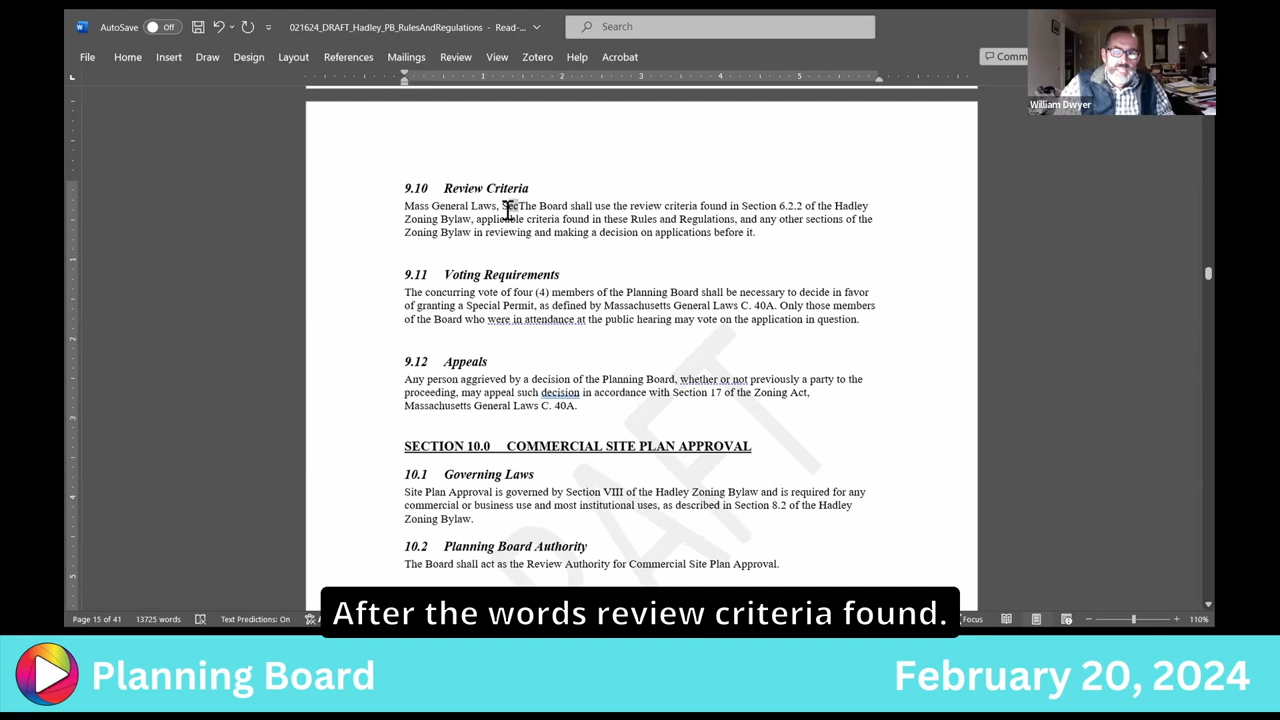 AutoSave Off 021624_DRAFT_Hadley_PB_RulesAndRegulations - Read-... Search
File Home Insert Draw Design Layout References Mailings Review View Zotero Help Acrobat Comm
1 2 3 4 5
William Dwyer
9.10 Review Criteria
Mass General Laws, SecThe Board shall use the review criteria found in Section 6.2.2 of the Hadley
Zoning Bylaw, applicable criteria found in these Rules and Regulations, and any other sections of the
Zoning Bylaw in reviewing and making a decision on applications before it.
9.11 Voting Requirements
The concurring vote of four (4) members of the Planning Board shall be necessary to decide in favor
of granting a Special Permit, as defined by Massachusetts General Laws C. 40A. Only those members
of the Board who were in attendance at the public hearing may vote on the application in question.
9.12 Appeals
Any person aggrieved by a decision of the Planning Board, whether or not previously a party to the
proceeding, may appeal such decision in accordance with Section 17 of the Zoning Act,
Massachusetts General Laws C. 40A.
SECTION 10.0 COMMERCIAL SITE PLAN APPROVAL
10.1 Governing Laws
Site Plan Approval is governed by Section VIII of the Hadley Zoning Bylaw and is required for any
commercial or business use and most institutional uses, as described in Section 8.2 of the Hadley
Zoning Bylaw.
10.2 Planning Board Authority
The Board shall act as the Review Authority for Commercial Site Plan Approval.
DRAFT
After the words review criteria found.
Page 15 of 41 13725 words Text Predictions: On Focus 110%
Planning Board February 20, 2024